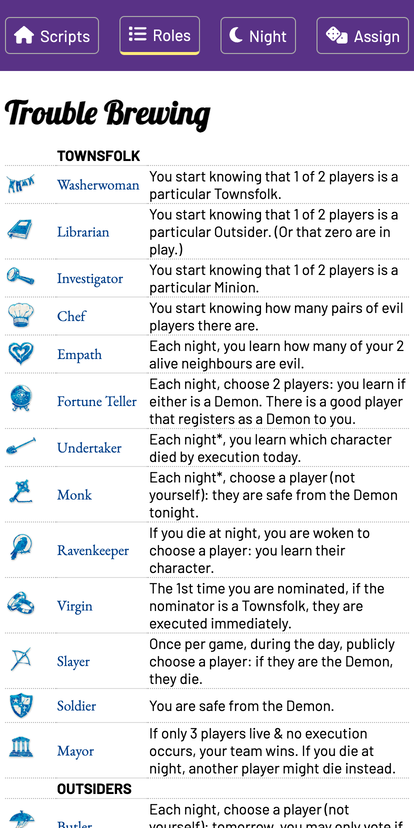 Scripts
Roles
Night
Assign
Trouble Brewing
TOWNSFOLK
Washerwoman
You start knowing that 1 of 2 players is a
particular Townsfolk.
Librarian
You start knowing that 1 of 2 players is a
particular Outsider. (Or that zero are in
play.)
Investigator
You start knowing that 1 of 2 players is a
particular Minion.
Chef
You start knowing how many pairs of evil
players there are.
Empath
Each night, you learn how many of your 2
alive neighbours are evil.
Fortune Teller
Each night, choose 2 players: you learn if
either is a Demon. There is a good player
that registers as a Demon to you.
Undertaker
Each night*, you learn which character
died by execution today.
Monk
Each night*, choose a player (not
yourself): they are safe from the Demon
tonight.
Ravenkeeper
If you die at night, you are woken to
choose a player: you learn their
character.
Virgin
The 1st time you are nominated, if the
nominator is a Townsfolk, they are
executed immediately.
Slayer
Once per game, during the day, publicly
choose a player: if they are the Demon,
they die.
Soldier
You are safe from the Demon.
Mayor
If only 3 players live & no execution
occurs, your team wins. If you die at
night, another player might die instead.
OUTSIDERS
Butler
Each night, choose a player (not
yourself): tomorrow, you may only vote if